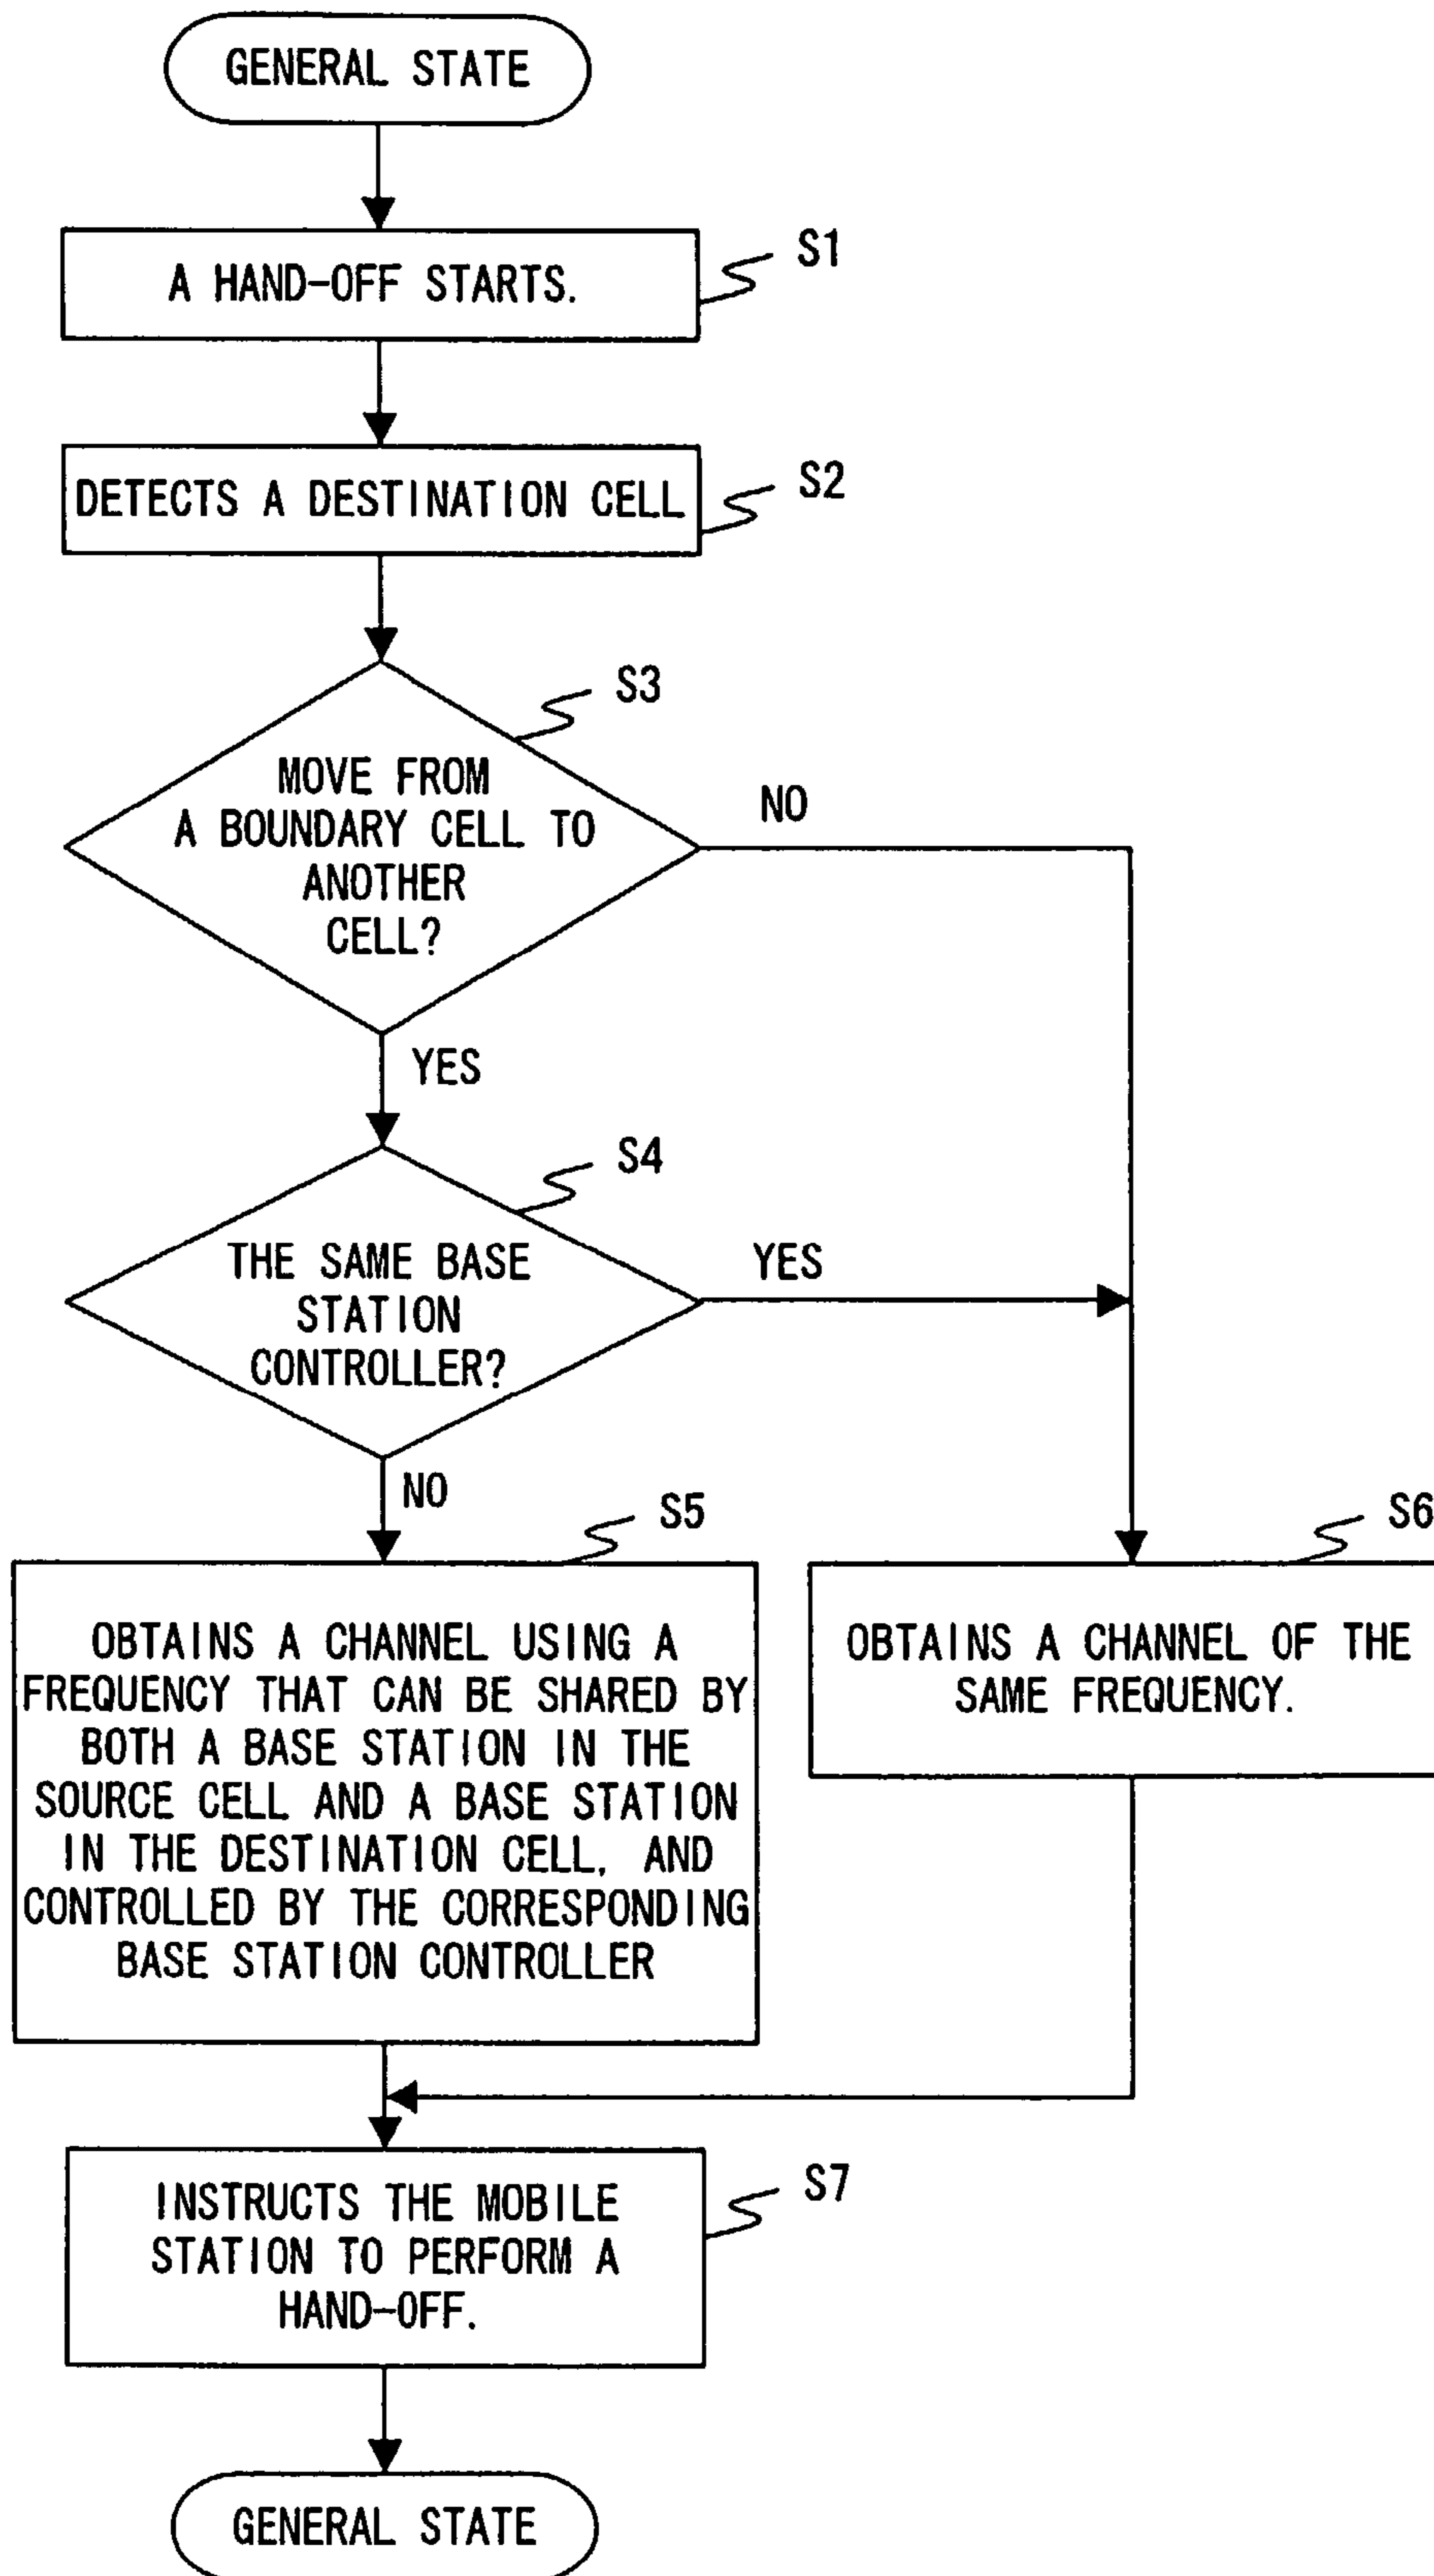 GENERAL STATE
A HAND-OFF STARTS.
S1
DETECTS A DESTINATION CELL
S2
S3
MOVE FROM
A BOUNDARY CELL TO
ANOTHER
CELL?
NO
YES
S4
THE SAME BASE
STATION
CONTROLLER?
YES
NO
S5
OBTAINS A CHANNEL USING A
FREQUENCY THAT CAN BE SHARED BY
BOTH A BASE STATION IN THE
SOURCE CELL AND A BASE STATION
IN THE DESTINATION CELL, AND
CONTROLLED BY THE CORRESPONDING
BASE STATION CONTROLLER
S6
OBTAINS A CHANNEL OF THE
SAME FREQUENCY.
INSTRUCTS THE MOBILE
STATION TO PERFORM A
HAND-OFF.
S7
GENERAL STATE